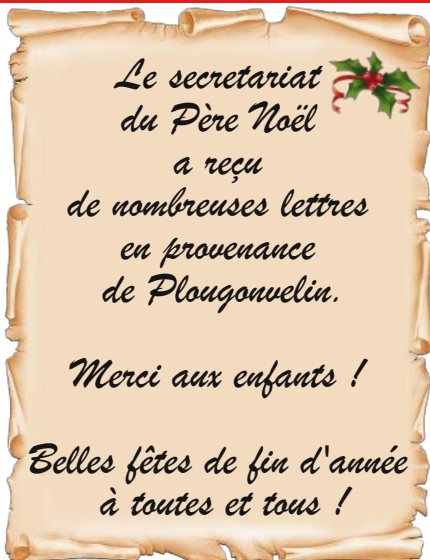 Le secretariat
du Père Noël
a reçu
de nombreuses lettres
en provenance
de Plougonvelin.
Merci aux enfants !
Belles fêtes de fin d'année
à toutes et tous !